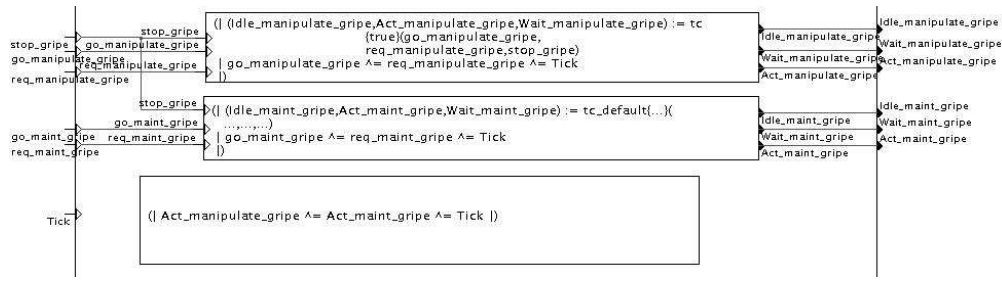 stop_gripe
go_manipulate_gripe
req_manipulate_gripe
stop_gripe
go_manipulate_gripe
req_manipulate_gripe
(| (Idle_manipulate_gripe,Act_manipulate_gripe,Wait_manipulate_gripe) := tc
{true}(go_manipulate_gripe,
req_manipulate_gripe,stop_gripe)
| go_manipulate_gripe ^= req_manipulate_gripe ^= Tick
|)
Idle_manipulate_gripe
Wait_manipulate_gripe
Act_manipulate_gripe
Idle_manipulate_gripe
Wait_manipulate_gripe
Act_manipulate_gripe
go_maint_gripe
req_maint_gripe
stop_gripe
go_maint_gripe
req_maint_gripe
(| (Idle_maint_gripe,Act_maint_gripe,Wait_maint_gripe) := tc_default{...}(
...,...,...)
| go_maint_gripe ^= req_maint_gripe ^= Tick
|)
Idle_maint_gripe
Wait_maint_gripe
Act_maint_gripe
Idle_maint_gripe
Wait_maint_gripe
Act_maint_gripe
Tick
(| Act_manipulate_gripe ^= Act_maint_gripe ^= Tick |)